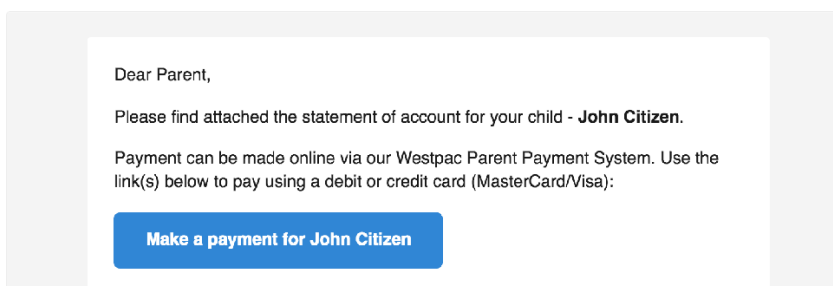 Dear Parent,
Please find attached the statement of account for your child - John Citizen.
Payment can be made online via our Westpac Parent Payment System. Use the
link(s) below to pay using a debit or credit card (MasterCard/Visa):
Make a payment for John Citizen